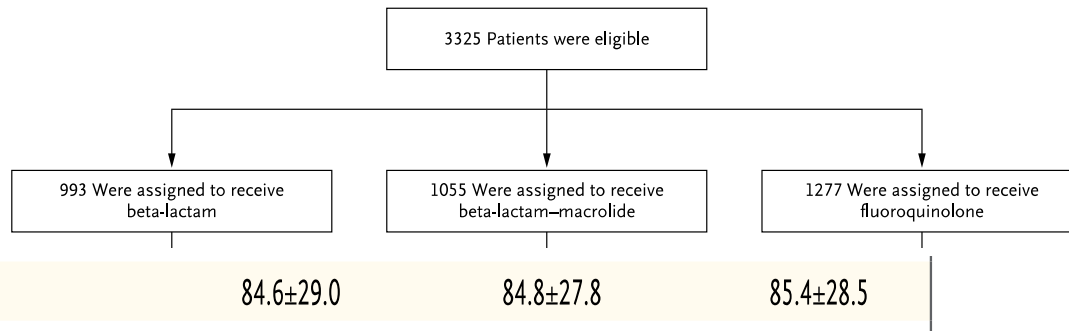 3325 Patients were eligible
993 Were assigned to receive
beta-lactam
1055 Were assigned to receive
beta-lactam–macrolide
1277 Were assigned to receive
fluoroquinolone
84.6±29.0 84.8±27.8 85.4±28.5